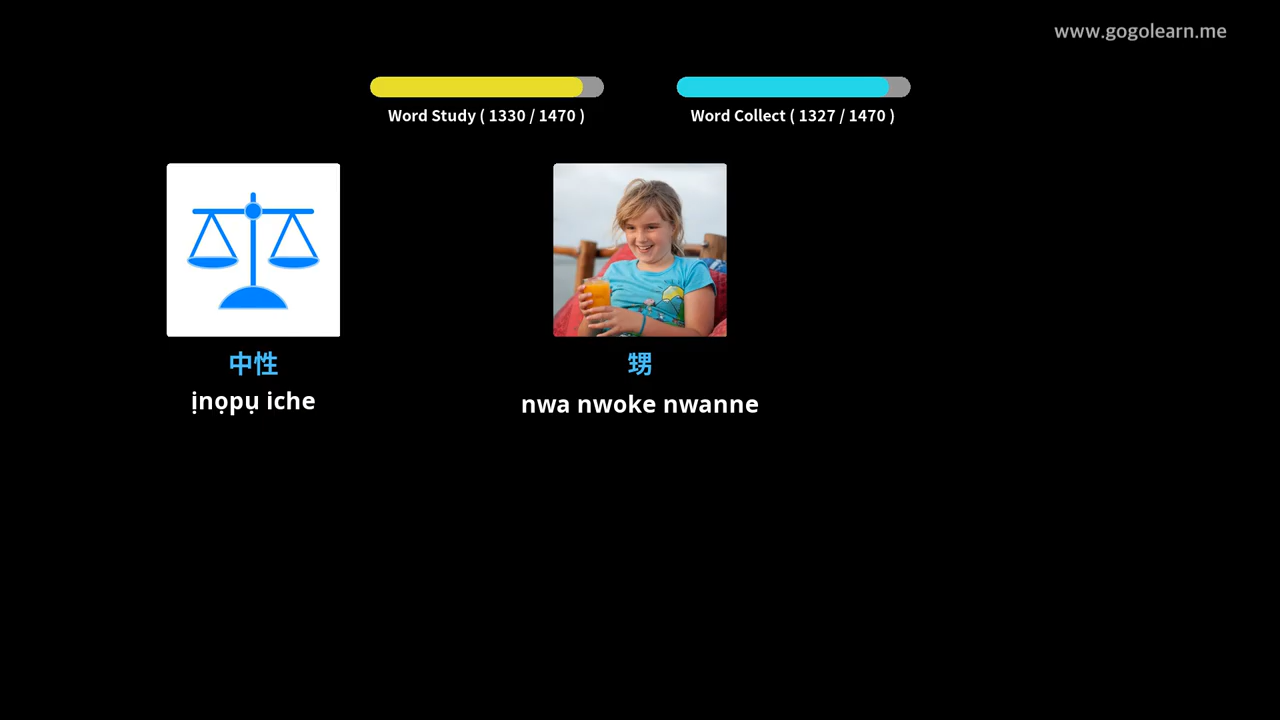 www.gogolearn.me
Word Study ( 1330 / 1470 )
Word Collect ( 1327 / 1470 )
中性
ịnọpụ iche
甥
nwa nwoke nwanne